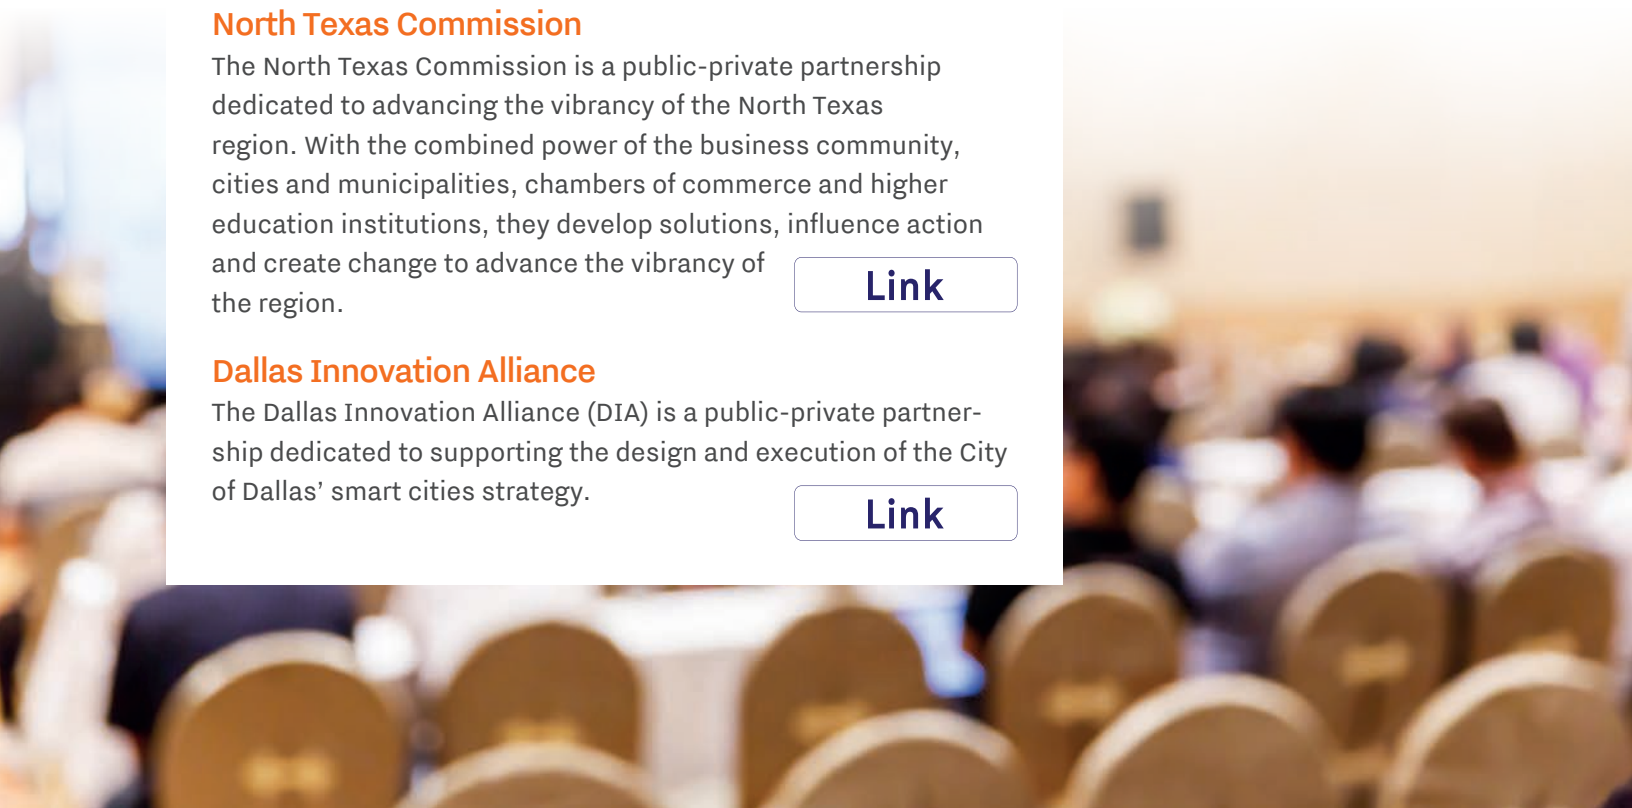 North Texas Commission
The North Texas Commission is a public-private partnership
dedicated to advancing the vibrancy of the North Texas
region. With the combined power of the business community,
cities and municipalities, chambers of commerce and higher
education institutions, they develop solutions, influence action
and create change to advance the vibrancy of
the region.
Link
Dallas Innovation Alliance
The Dallas Innovation Alliance (DIA) is a public-private partner-
ship dedicated to supporting the design and execution of the City
of Dallas’ smart cities strategy.
Link